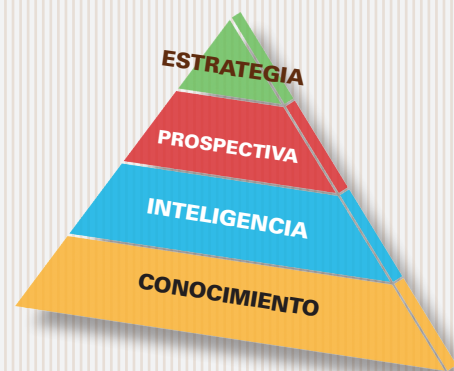 ESTRATEGIA
PROSPECTIVA
INTELIGENCIA
CONOCIMIENTO